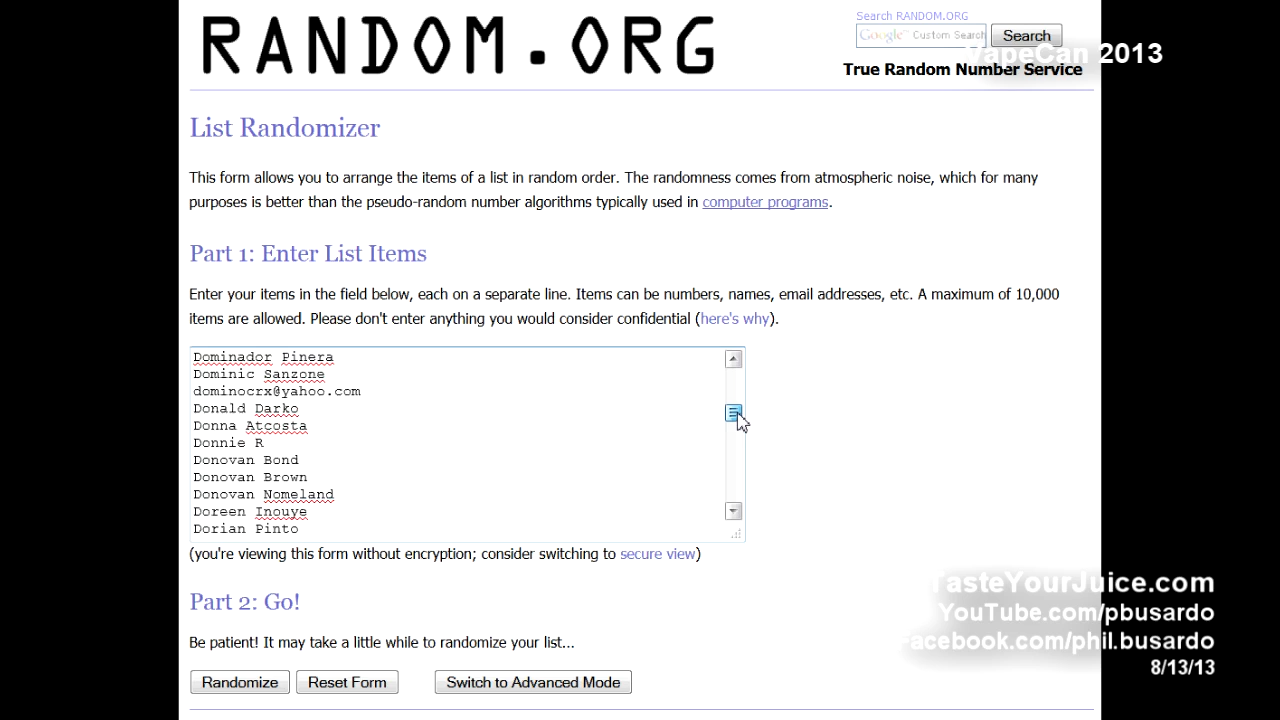 RANDOM.ORG
Search RANDOM.ORG
Google™ Custom Search
Search
VapeCan 2013
True Random Number Service
List Randomizer
This form allows you to arrange the items of a list in random order. The randomness comes from atmospheric noise, which for many
purposes is better than the pseudo-random number algorithms typically used in computer programs.
Part 1: Enter List Items
Enter your items in the field below, each on a separate line. Items can be numbers, names, email addresses, etc. A maximum of 10,000
items are allowed. Please don't enter anything you would consider confidential (here's why).
Dominador Pinera
Dominic Sanzone
dominocrx@yahoo.com
Donald Darko
Donna Atcosta
Donnie R
Donovan Bond
Donovan Brown
Donovan Nomeland
Doreen Inouye
Dorian Pinto
(you're viewing this form without encryption; consider switching to secure view)
TasteYourJuice.com
Part 2: Go!
YouTube.com/pbusardo
Be patient! It may take a little while to randomize your list...
Facebook.com/phil.busardo
8/13/13
Randomize
Reset Form
Switch to Advanced Mode